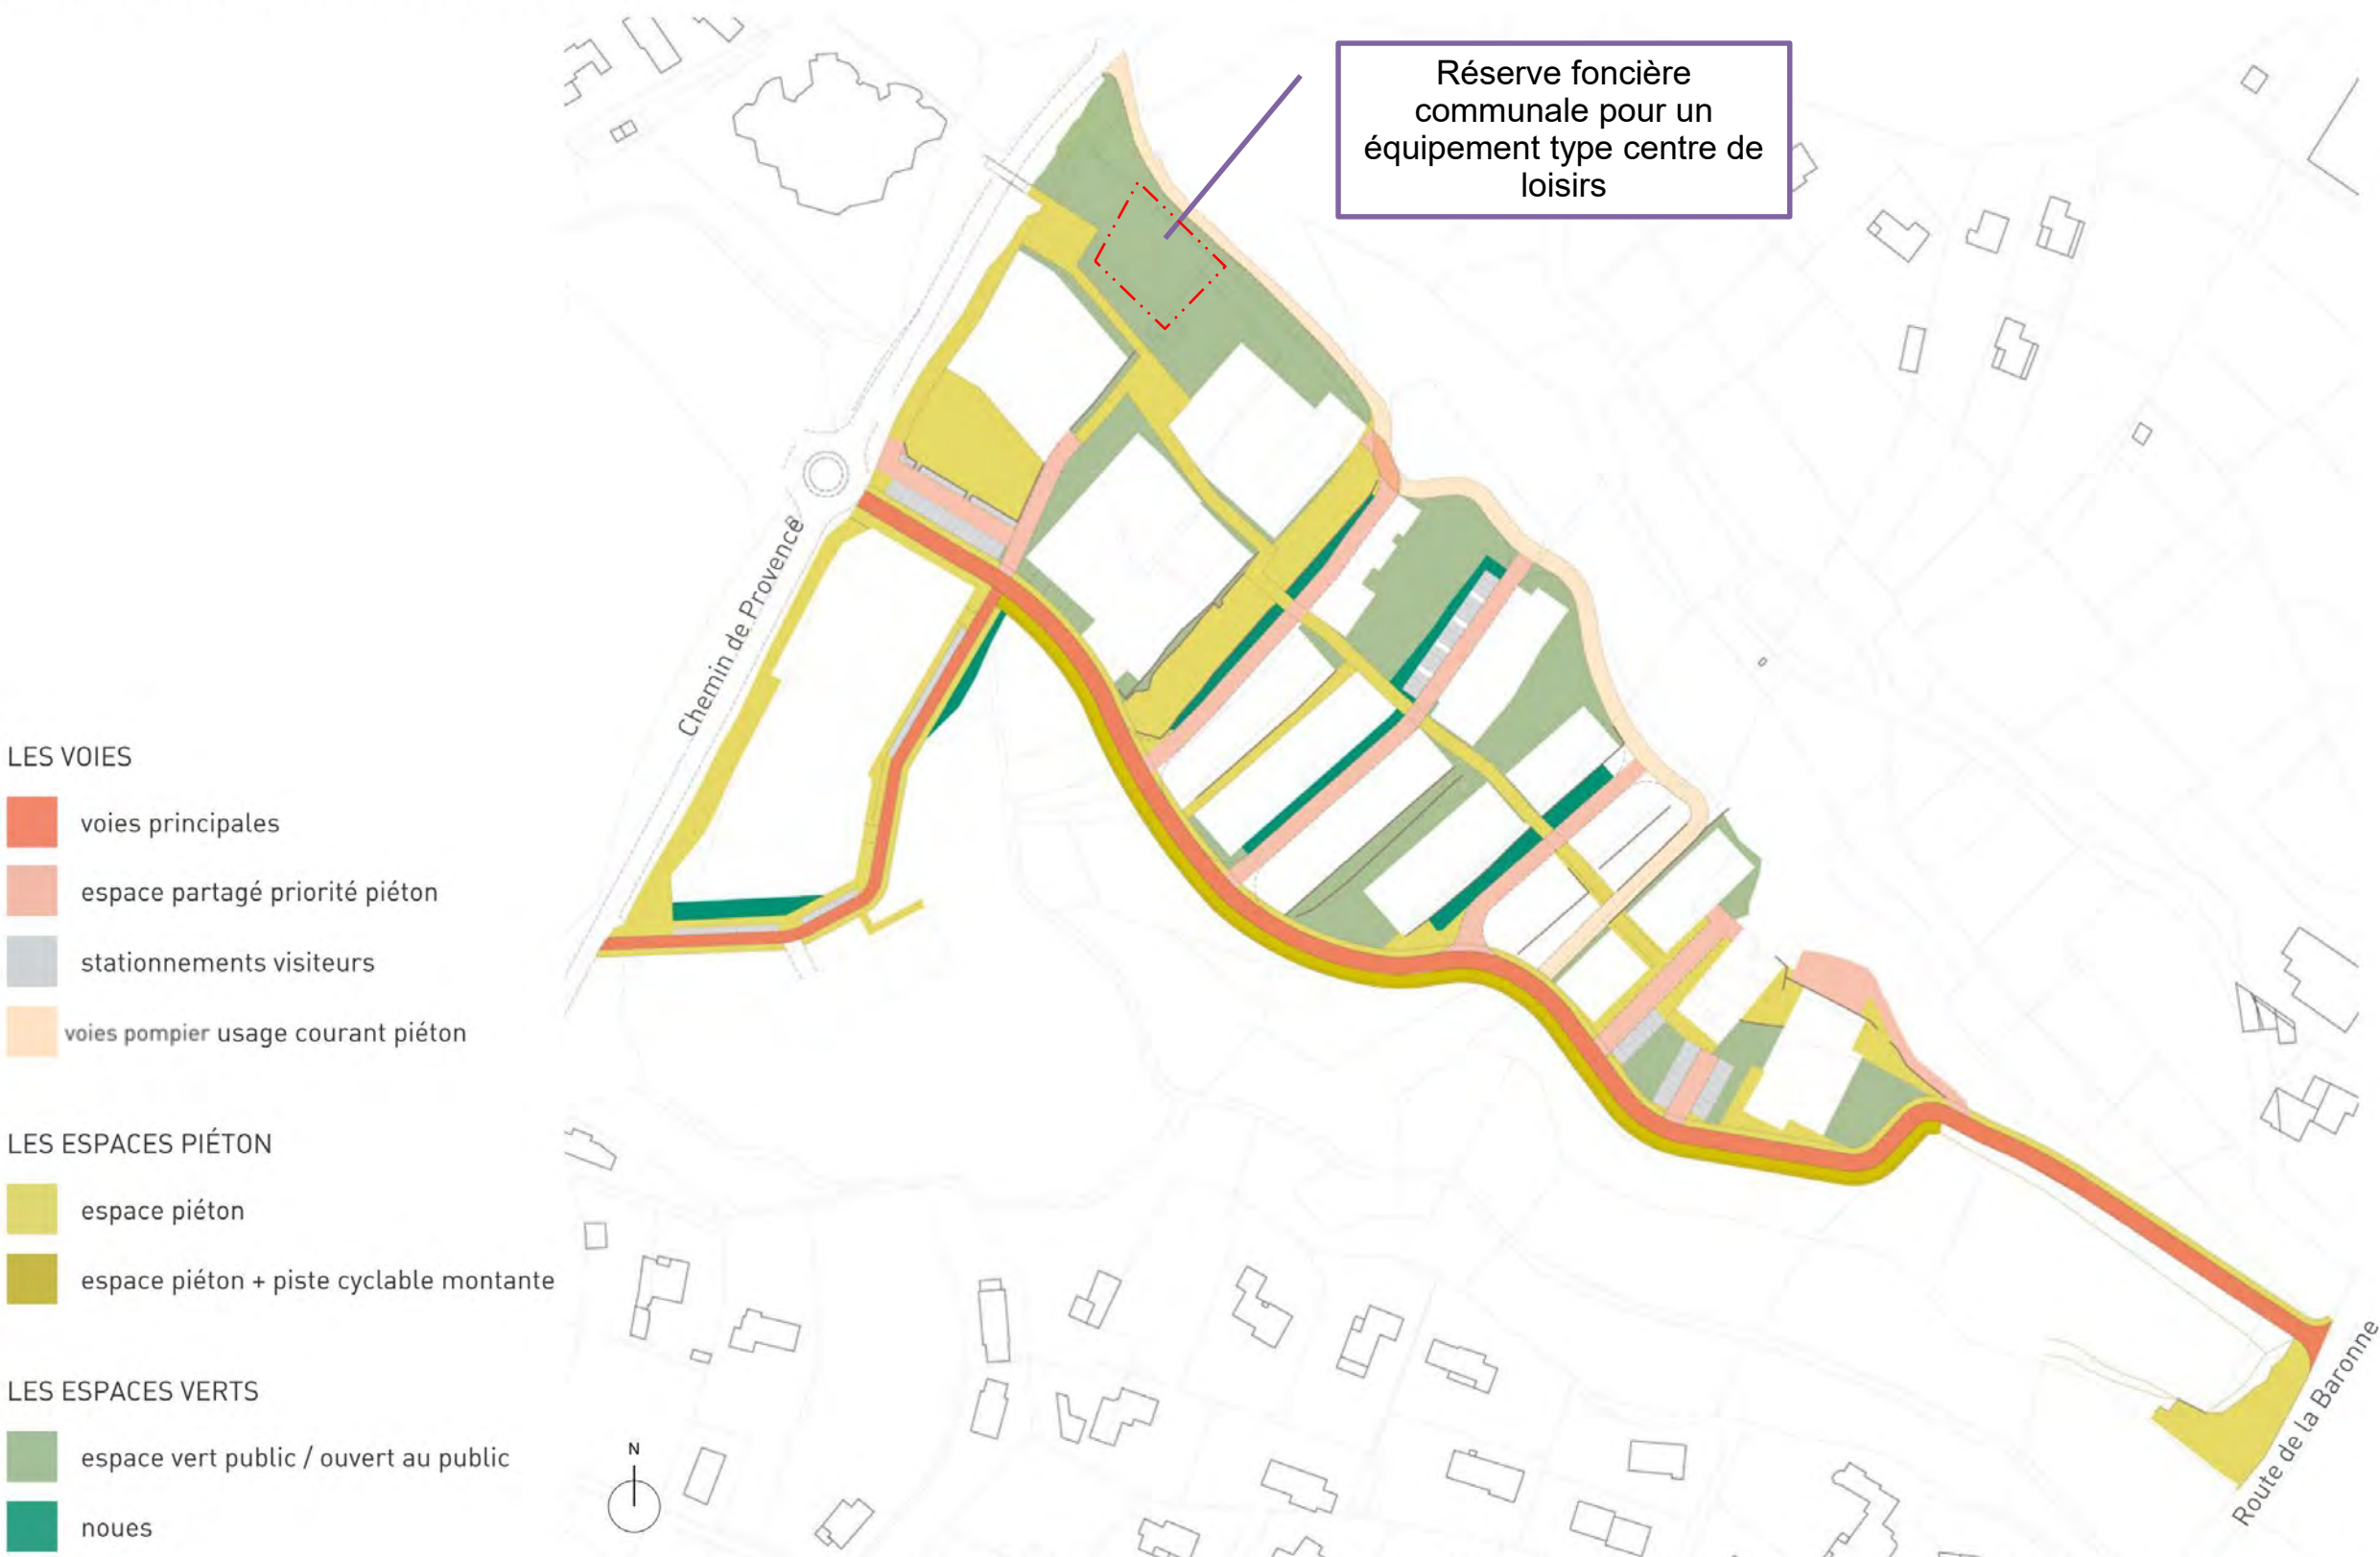 Réserve foncière
communale pour un
équipement type centre de
loisirs
Chemin de Provence
LES VOIES
voies principales
espace partagé priorité piéton
stationnements visiteurs
voies pompier usage courant piéton
LES ESPACES PIÉTON
espace piéton
espace piéton + piste cyclable montante
LES ESPACES VERTS
espace vert public / ouvert au public
noues
N
Route de la Baronne